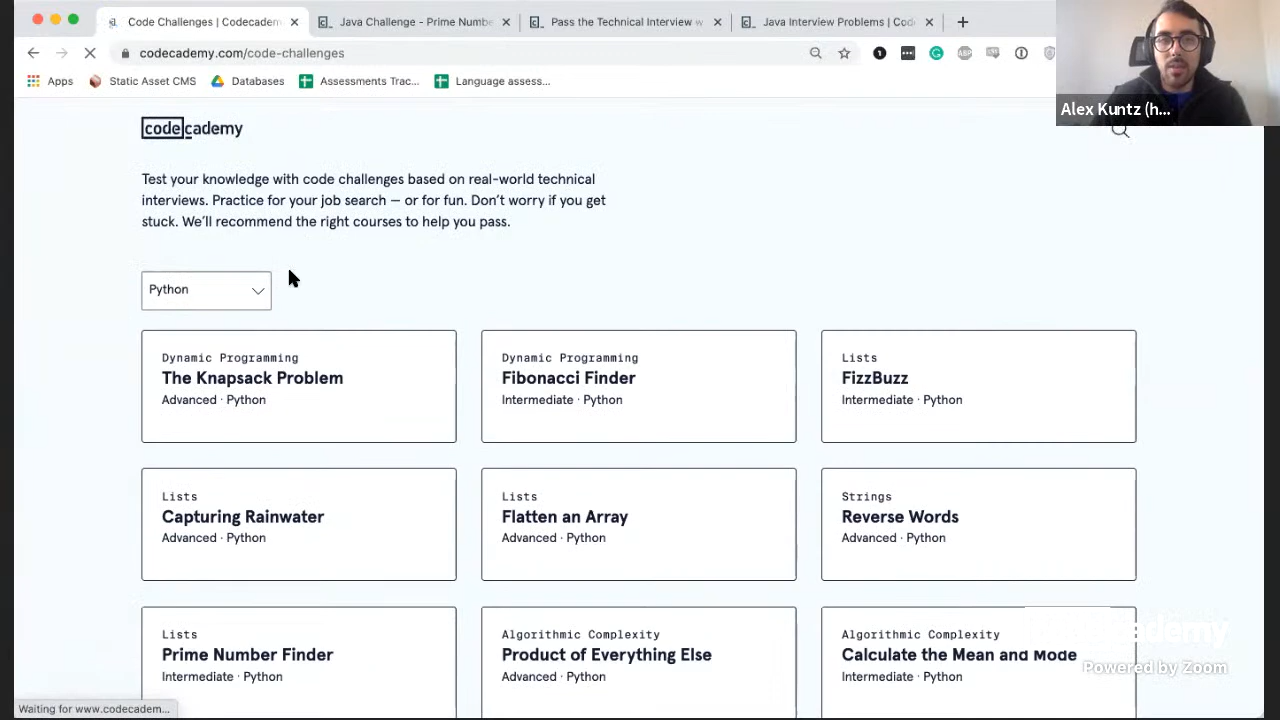 Code Challenges | Codecadem
Java Challenge - Prime Numbe
Pass the Technical Interview w
Java Interview Problems | Cod
codecademy.com/code-challenges
Apps
Static Asset CMS
Databases
Assessments Trac...
Language assess...
Alex Kuntz (h...
codecademy
Test your knowledge with code challenges based on real-world technical
interviews. Practice for your job search — or for fun. Don't worry if you get
stuck. We'll recommend the right courses to help you pass.
Python
Dynamic Programming
The Knapsack Problem
Advanced · Python
Dynamic Programming
Fibonacci Finder
Intermediate · Python
Lists
FizzBuzz
Intermediate · Python
Lists
Capturing Rainwater
Advanced · Python
Lists
Flatten an Array
Advanced · Python
Strings
Reverse Words
Advanced · Python
Lists
Prime Number Finder
Intermediate · Python
Algorithmic Complexity
Product of Everything Else
Advanced · Python
Algorithmic Complexity
Calculate the Mean and Mode
Intermediate · Python
Powered by Zoom
Waiting for www.codecadem...